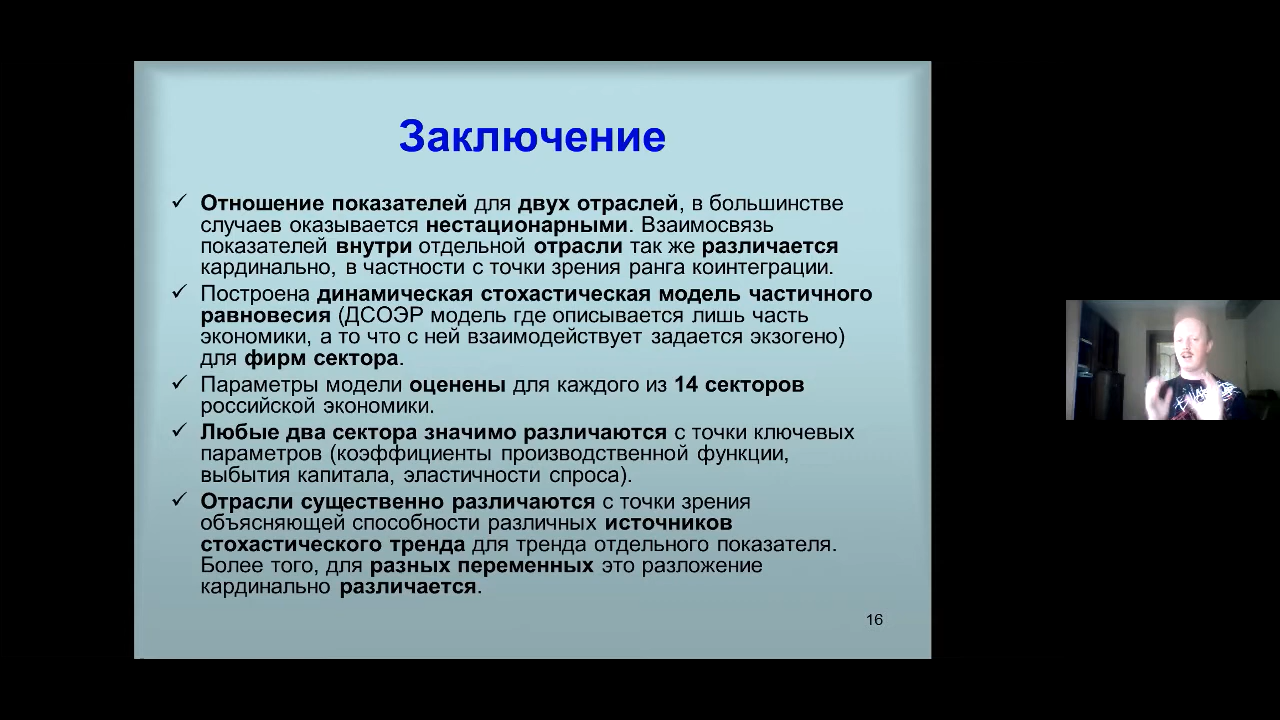 Заключение
✓ Отношение показателей для двух отраслей, в большинстве
случаев оказывается нестационарными. Взаимосвязь
показателей внутри отдельной отрасли так же различается
кардинально, в частности с точки зрения ранга коинтеграции.
✓ Построена динамическая стохастическая модель частичного
равновесия (ДСОЭР модель где описывается лишь часть
экономики, а то что с ней взаимодействует задается экзогено)
для фирм сектора.
✓ Параметры модели оценены для каждого из 14 секторов
российской экономики.
✓ Любые два сектора значимо различаются с точки ключевых
параметров (коэффициенты производственной функции,
выбытия капитала, эластичности спроса).
✓ Отрасли существенно различаются с точки зрения
объясняющей способности различных источников
стохастического тренда для тренда отдельного показателя.
Более того, для разных переменных это разложение
кардинально различается.
16